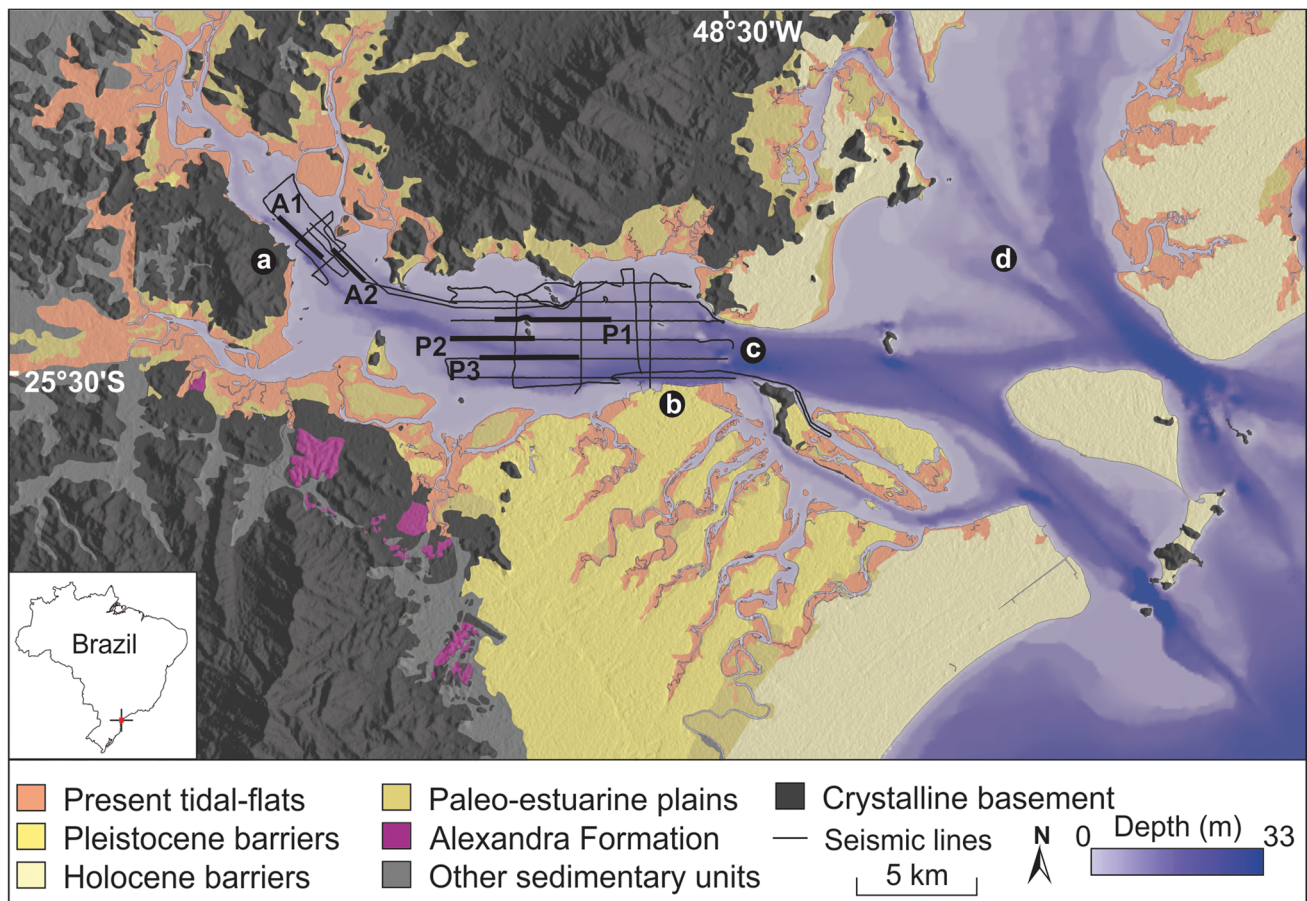 48°30'W
A1
a
A2
d
P1
P2
c
P3
25°30'S
b
Brazil
Present tidal-flats
Pleistocene barriers
Holocene barriers
Paleo-estuarine plains
Alexandra Formation
Other sedimentary units
Crystalline basement
Seismic lines
5 km
N
0 Depth (m) 33